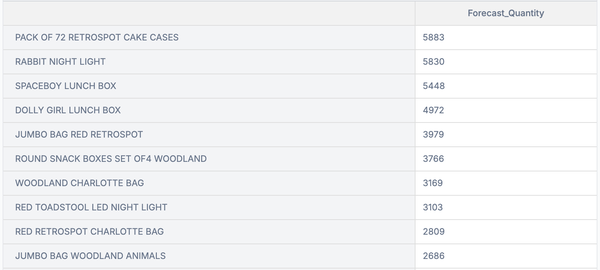 Forecast_Quantity
PACK OF 72 RETROSPOT CAKE CASES 5883
RABBIT NIGHT LIGHT 5830
SPACEBOY LUNCH BOX 5448
DOLLY GIRL LUNCH BOX 4972
JUMBO BAG RED RETROSPOT 3979
ROUND SNACK BOXES SET OF4 WOODLAND 3766
WOODLAND CHARLOTTE BAG 3169
RED TOADSTOOL LED NIGHT LIGHT 3103
RED RETROSPOT CHARLOTTE BAG 2809
JUMBO BAG WOODLAND ANIMALS 2686